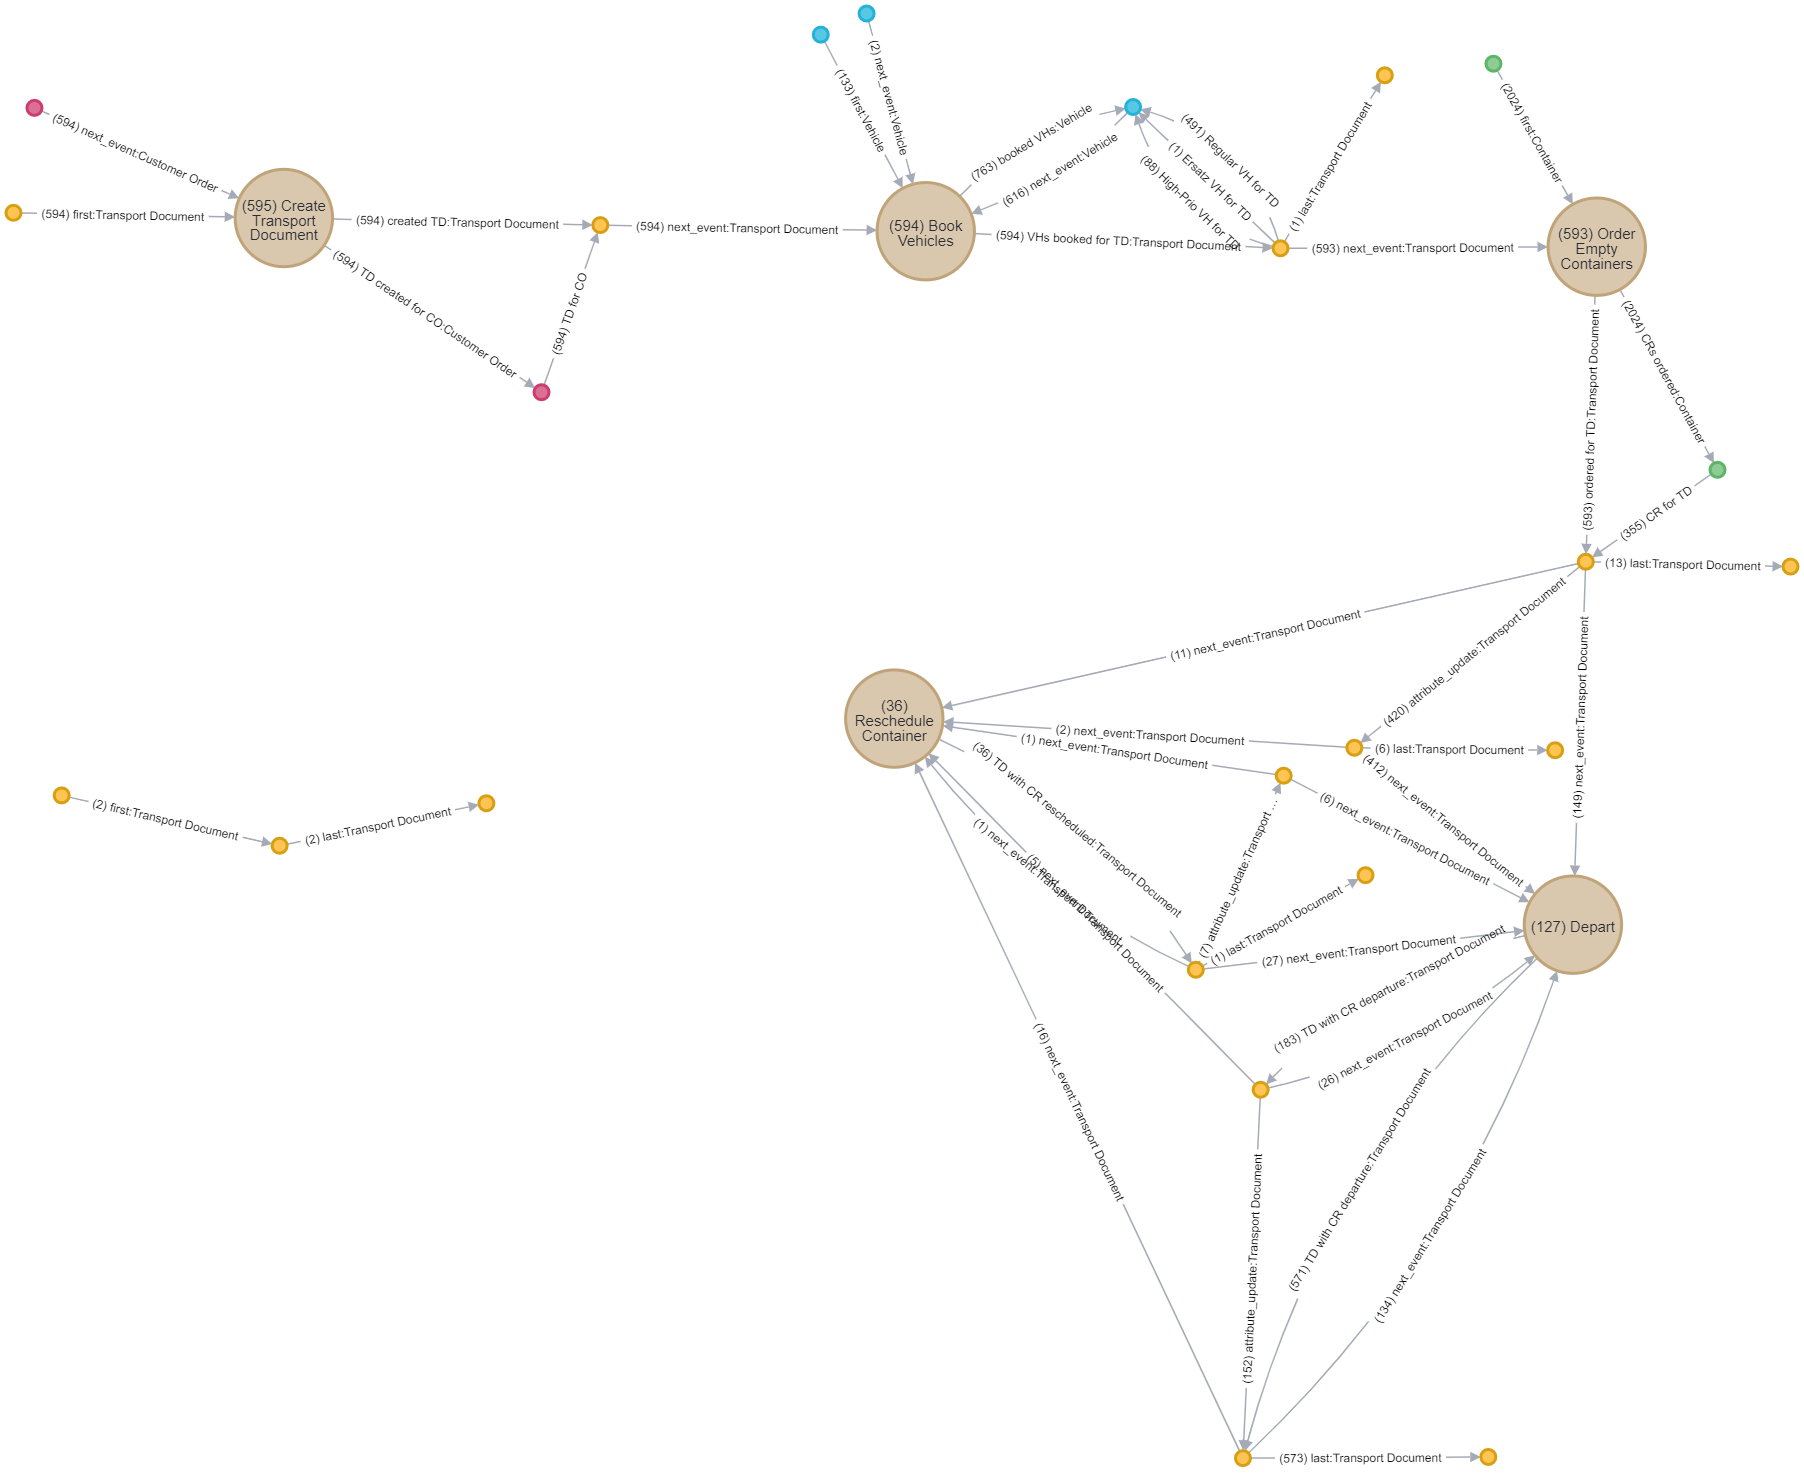 (133) first:Vehicle
(2) next_event:Vehicle
(594) next_event:Customer Order
(594) first:Transport Document
(595) Create
Transport
Document
(594) created TD:Transport Document
(594) TD created for CO:Customer Order
(594) TD for CO
(594) next_event:Transport Document
(594) Book
Vehicles
(763) booked VHs:Vehicle
(616) next_event:Vehicle
(491) Regular VH for TD
(1) Ersatz VH for TD
(88) High-Prio VH for TD
(594) VHs booked for TD:Transport Document
(1) last:Transport Document
(593) next_event:Transport Document
(2024) first:Container
(593) Order
Empty
Containers
(593) ordered for TD:Transport Document
(2024) CRs ordered:Container
(355) CR for TD
(13) last:Transport Document
(11) next_event:Transport Document
(420) attribute_update:Transport Document
(149) next_event:Transport Document
(36)
Reschedule
Container
(2) next_event:Transport Document
(1) next_event:Transport Document
(6) last:Transport Document
(412) next_event:Transport Document
(6) next_event:Transport Document
(36) TD with CR rescheduled:Transport Document
(1) next_event:Transport Document
(5) next_event:Transport Document
(7) attribute_update:Transport ...
(1) last:Transport Document
(27) next_event:Transport Document
(127) Depart
(183) TD with CR departure:Transport Document
(26) next_event:Transport Document
(2) first:Transport Document
(2) last:Transport Document
(16) next_event:Transport Document
(152) attribute_update:Transport Document
(571) TD with CR departure:Transport Document
(134) next_event:Transport Document
(573) last:Transport Document